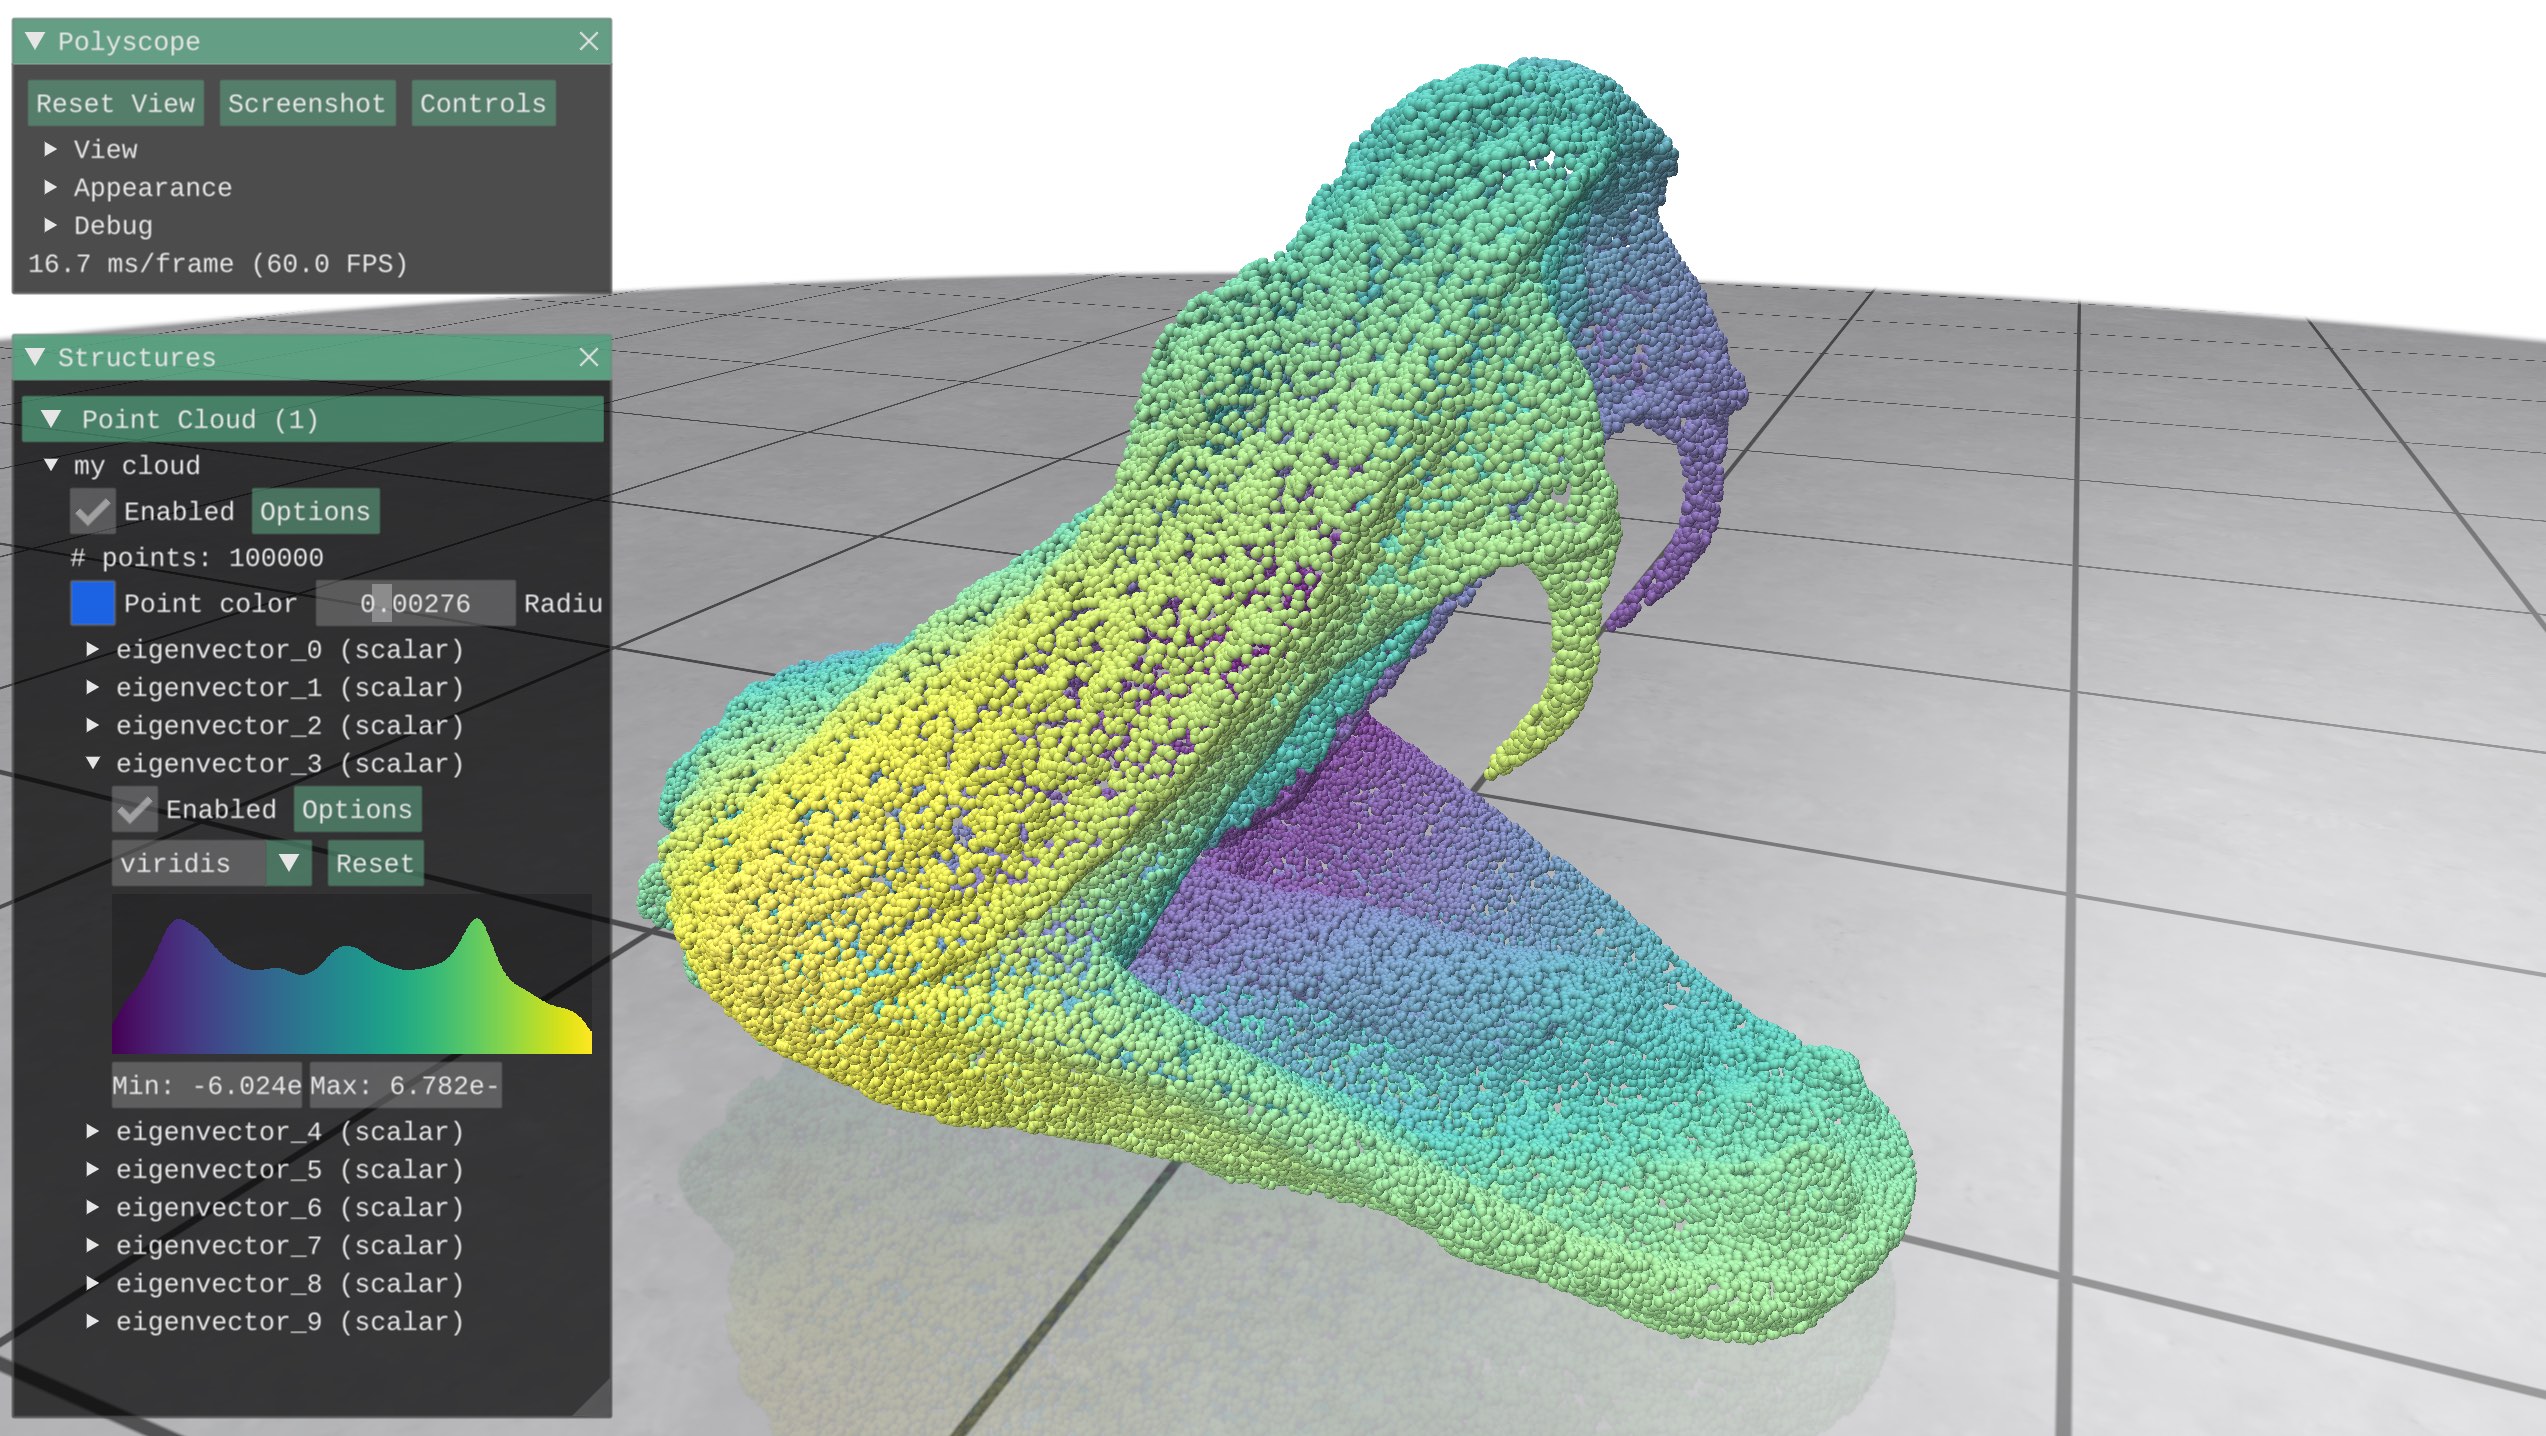 Polyscope
Reset View Screenshot Controls
View
Appearance
Debug
16.7 ms/frame (60.0 FPS)
Structures
Point Cloud (1)
my cloud
Enabled Options
# points: 100000
Point color 0.00276 Radiu
eigenvector_0 (scalar)
eigenvector_1 (scalar)
eigenvector_2 (scalar)
eigenvector_3 (scalar)
Enabled Options
viridis Reset
Min: -6.024e Max: 6.782e-
eigenvector_4 (scalar)
eigenvector_5 (scalar)
eigenvector_6 (scalar)
eigenvector_7 (scalar)
eigenvector_8 (scalar)
eigenvector_9 (scalar)